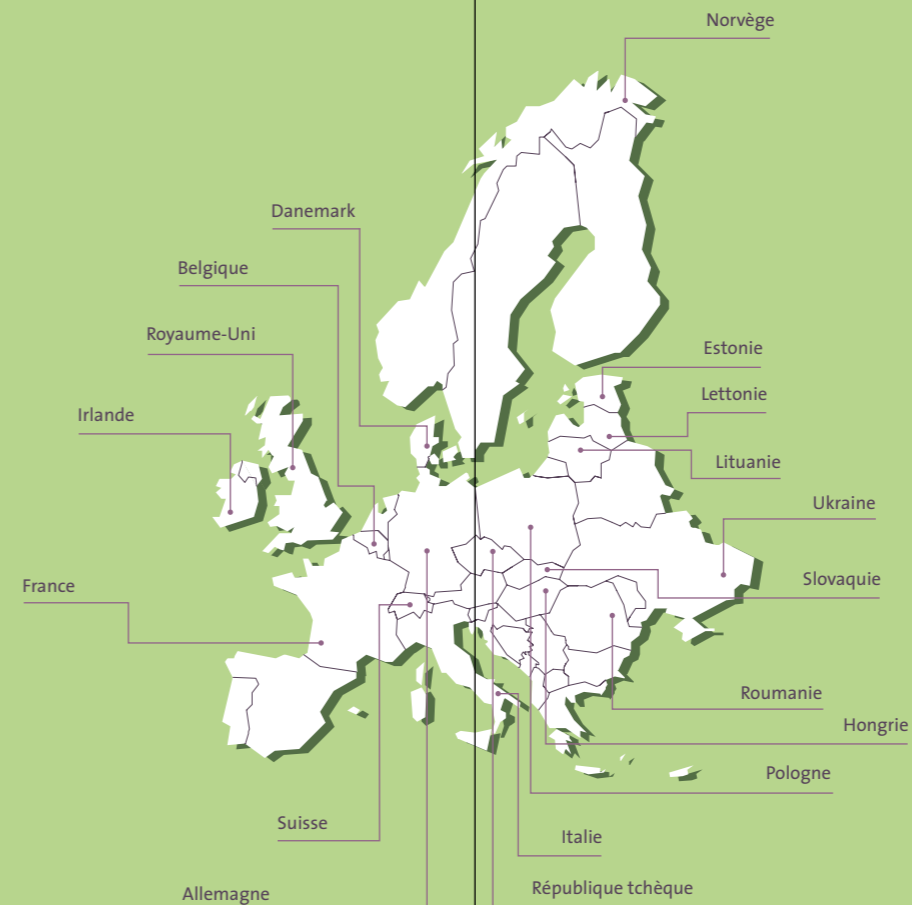 Norvège
Danemark
Belgique
Royaume-Uni
Estonie
Lettonie
Irlande
Lituanie
Ukraine
Slovaquie
France
Roumanie
Hongrie
Pologne
Suisse
Italie
République tchèque
Allemagne